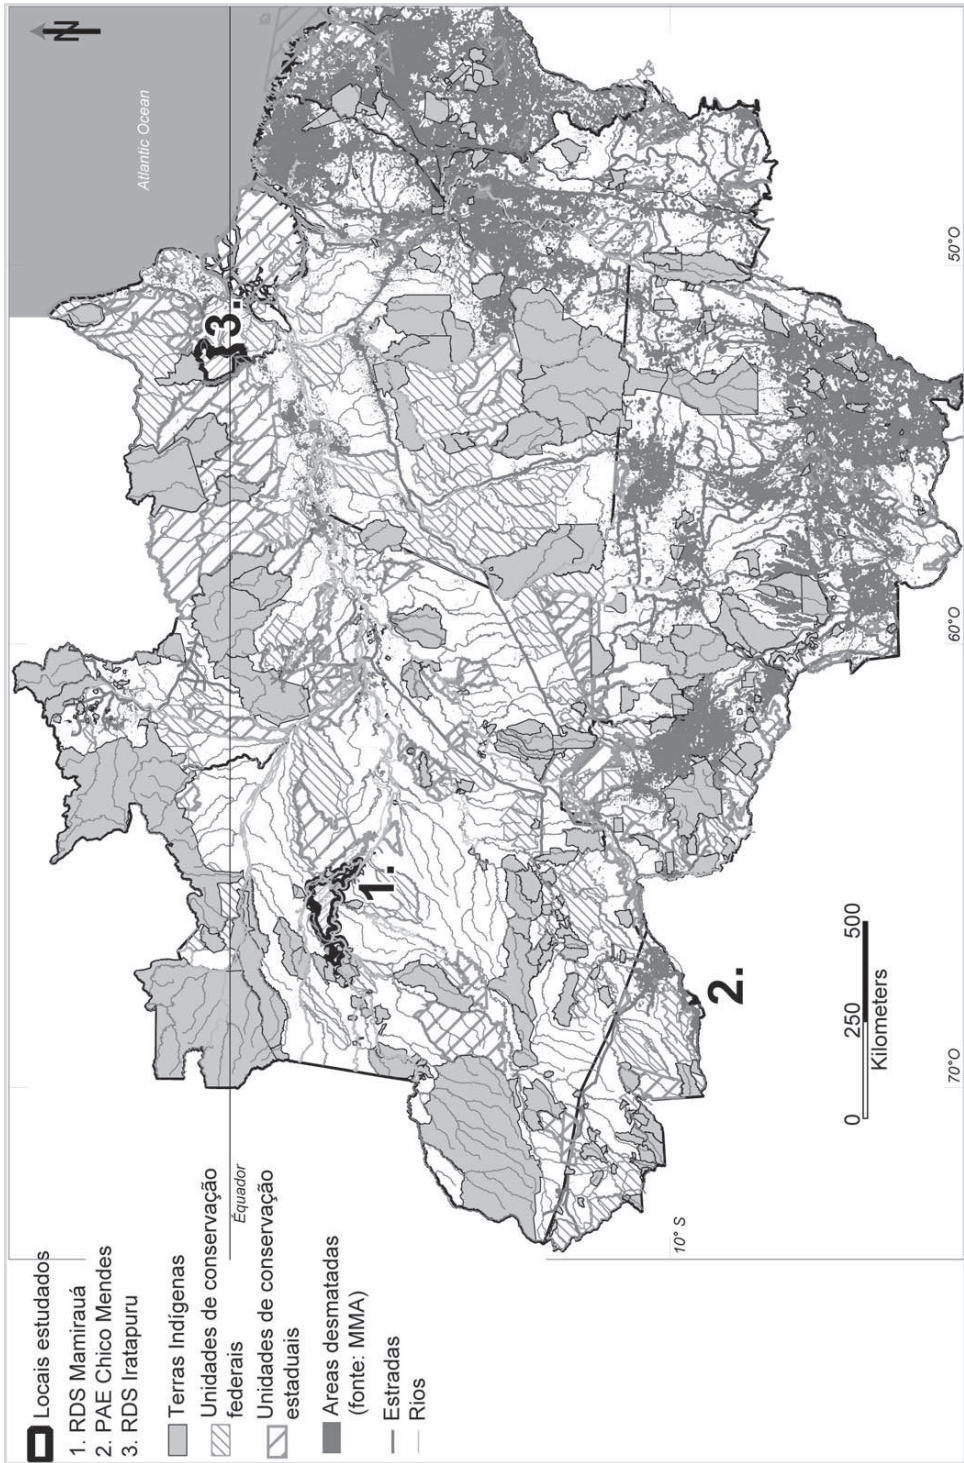 Locais estudados
1. RDS Mamirauá
2. PAE Chico Mendes
3. RDS Iratapuru
Terras Indígenas
Unidades de conservação
federais
Unidades de conservação
estaduais
Areas desmatadas
(fonte: MMA)
Estradas
Rios
Équador
10° S
70°O
60°O
50°O
0 250 500
Kilometers
1.
2.
3.
Atlantic Ocean
N